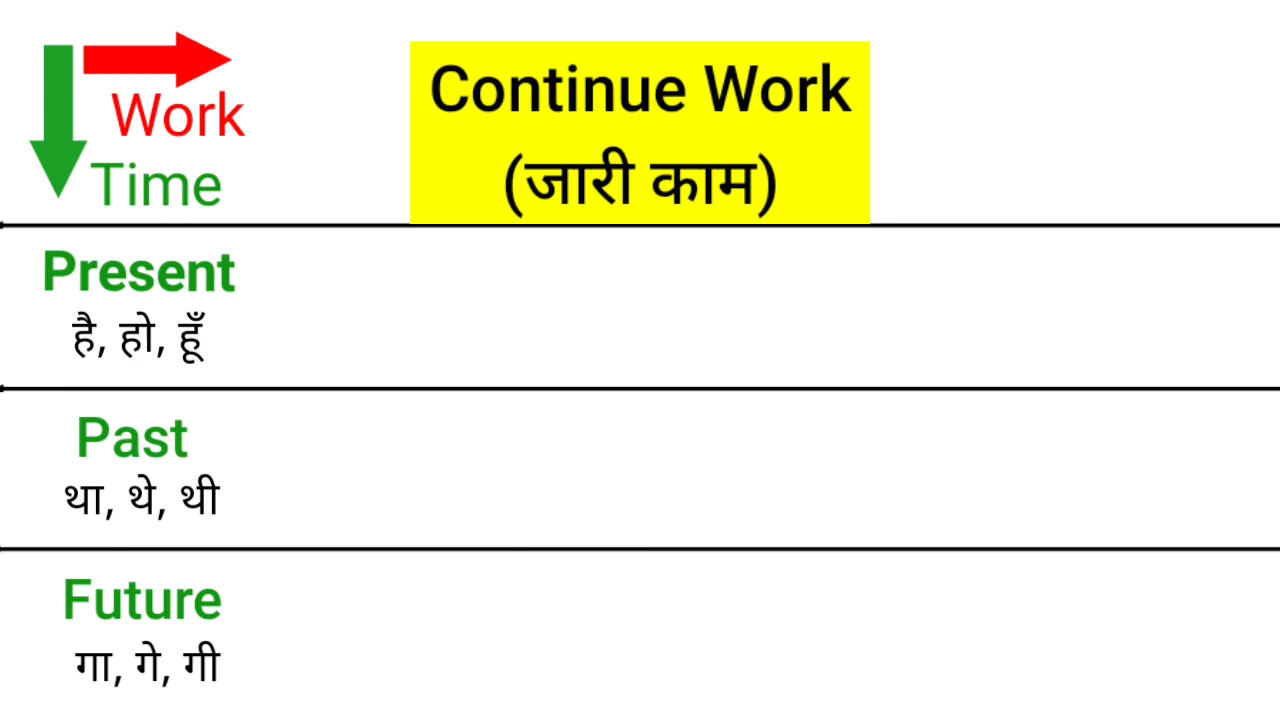 Work
Time
Continue Work
(जारी काम)
Present
है, हो, हूँ
Past
था, थे, थी
Future
गा, गे, गी